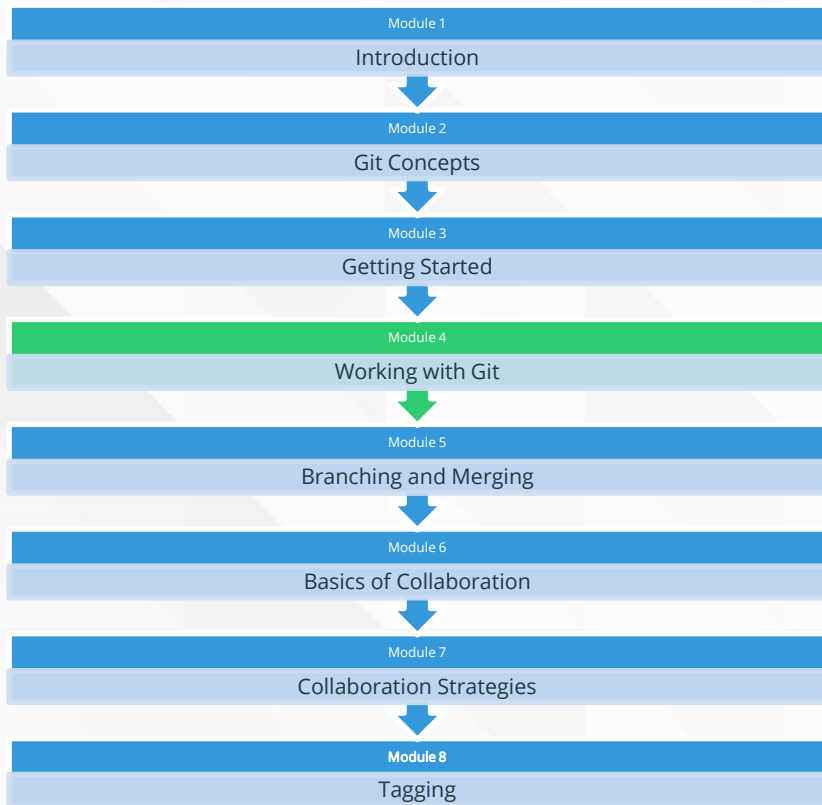 Module 1
Introduction
Module 2
Git Concepts
Module 3
Getting Started
Module 4
Working with Git
Module 5
Branching and Merging
Module 6
Basics of Collaboration
Module 7
Collaboration Strategies
Module 8
Tagging